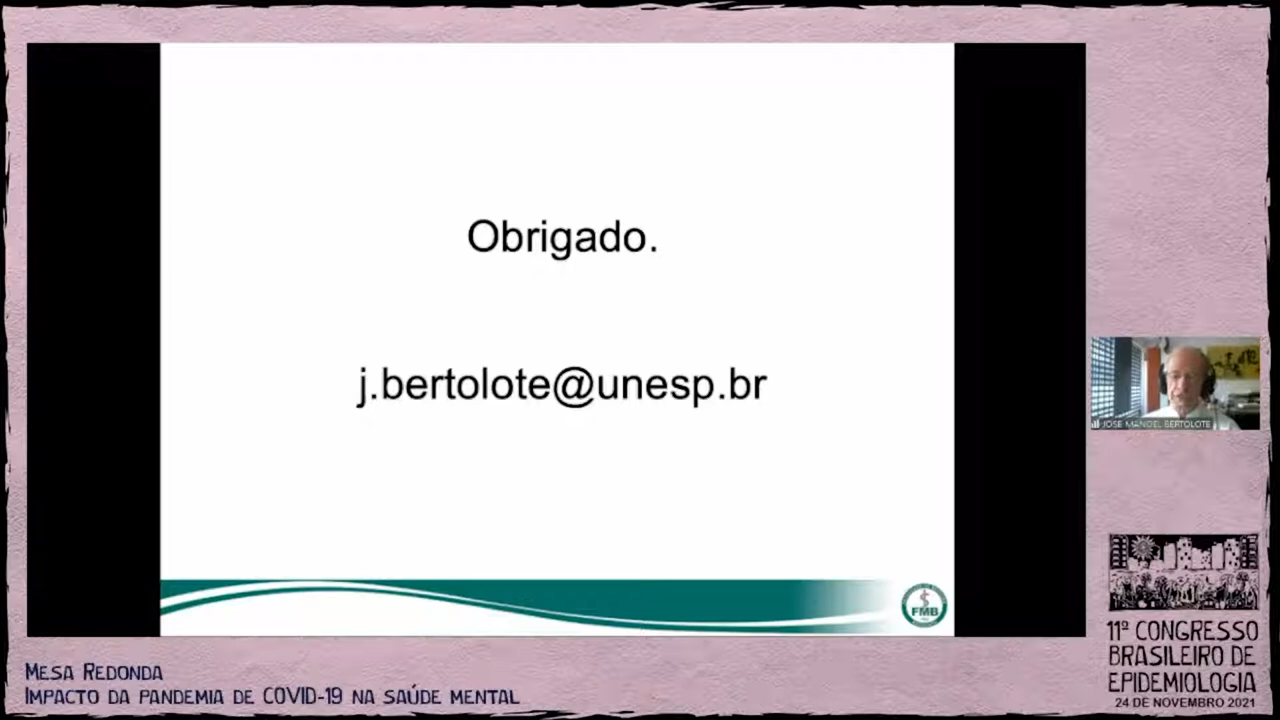 Obrigado.
j.bertolote@unesp.br
FMB
JOSE MANOEL BERTOLOTE
11º CONGRESSO
BRASILEIRO DE
EPIDEMIOLOGIA
24 DE NOVEMBRO 2021
MESA REDONDA
IMPACTO DA PANDEMIA DE COVID-19 NA SAÚDE MENTAL